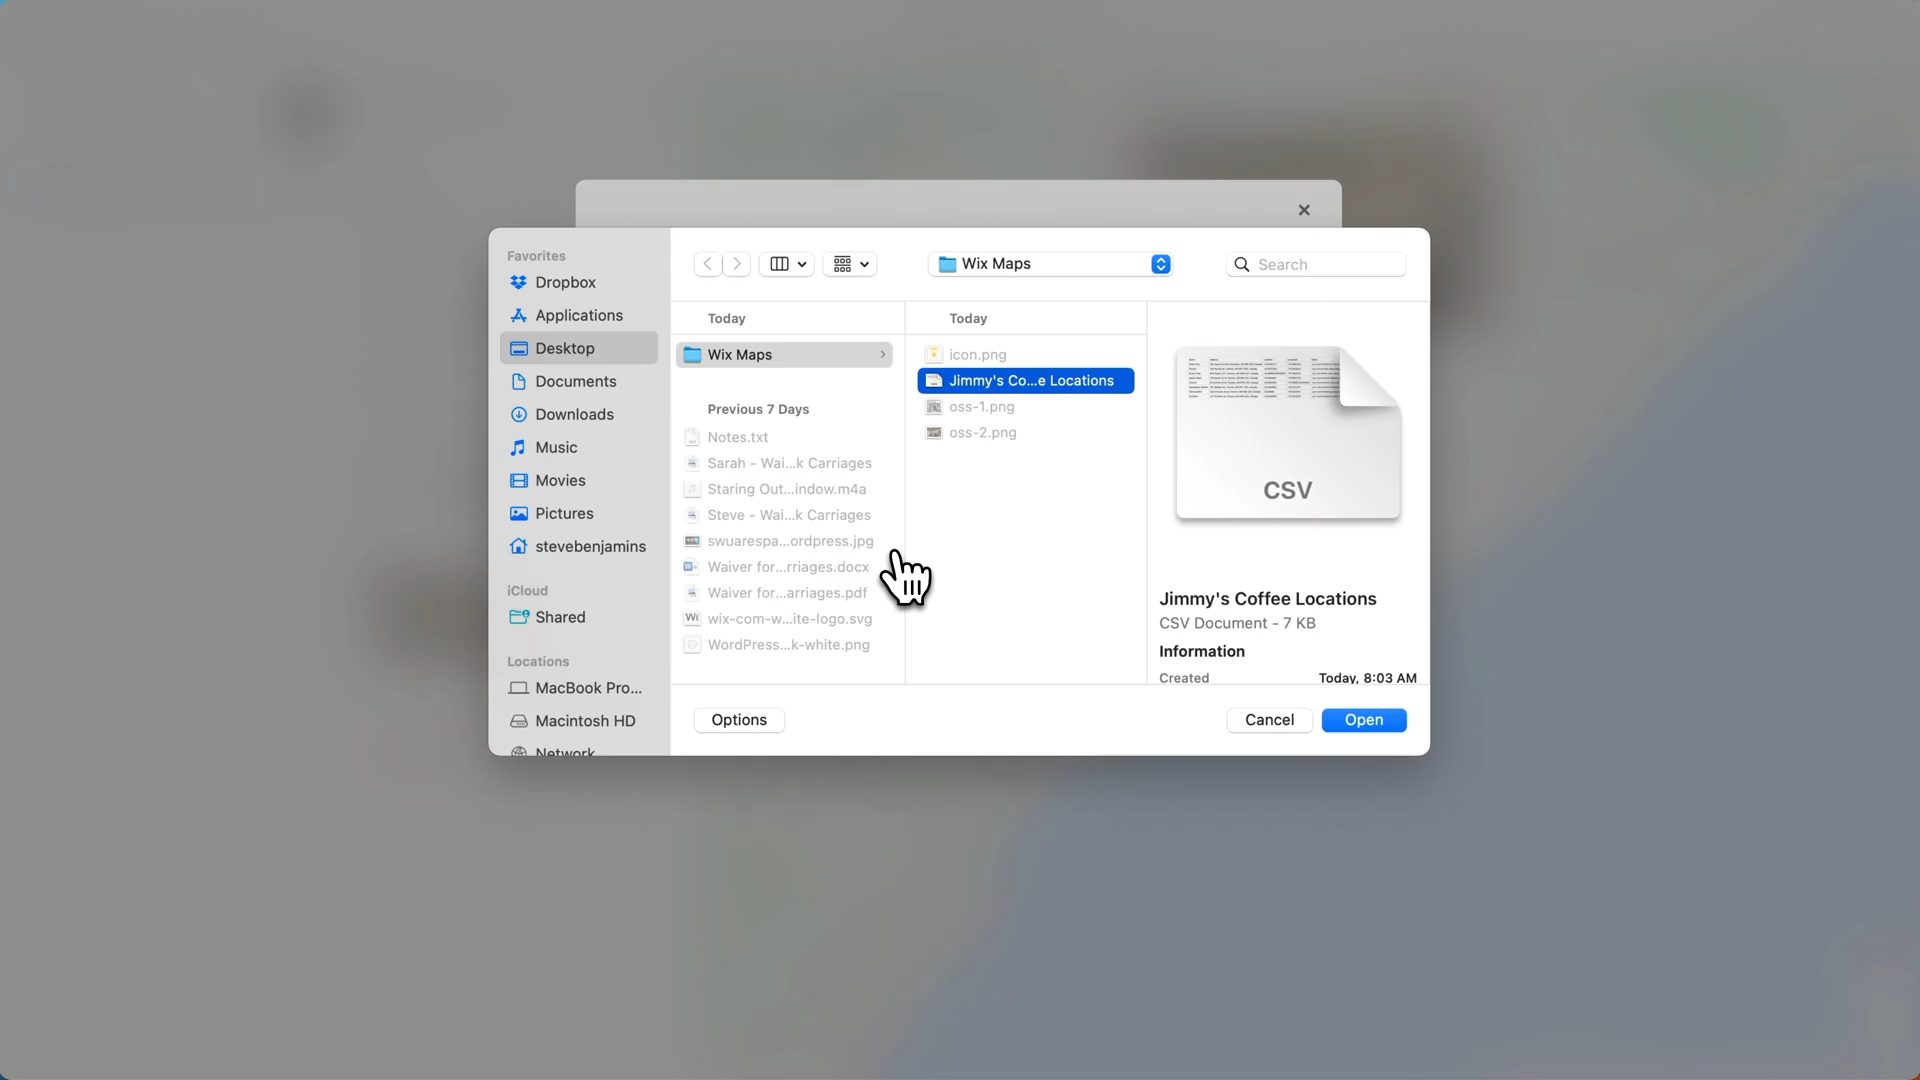 Favorites
Dropbox
Applications
Desktop
Documents
Downloads
Music
Movies
Pictures
stevebenjamins
iCloud
Shared
Locations
MacBook Pro...
Macintosh HD
Network
Wix Maps
Search
Today
Wix Maps
Previous 7 Days
Notes.txt
Sarah - Wai...k Carriages
Staring Out...indow.m4a
Steve - Wai...k Carriages
swuarespa...ordpress.jpg
Waiver for...rriages.docx
Waiver for...arriages.pdf
wix-com-w...ite-logo.svg
WordPress...k-white.png
Today
icon.png
Jimmy's Co...e Locations
oss-1.png
oss-2.png
CSV
Jimmy's Coffee Locations
CSV Document - 7 KB
Information
Created Today, 8:03 AM
Options
Cancel
Open